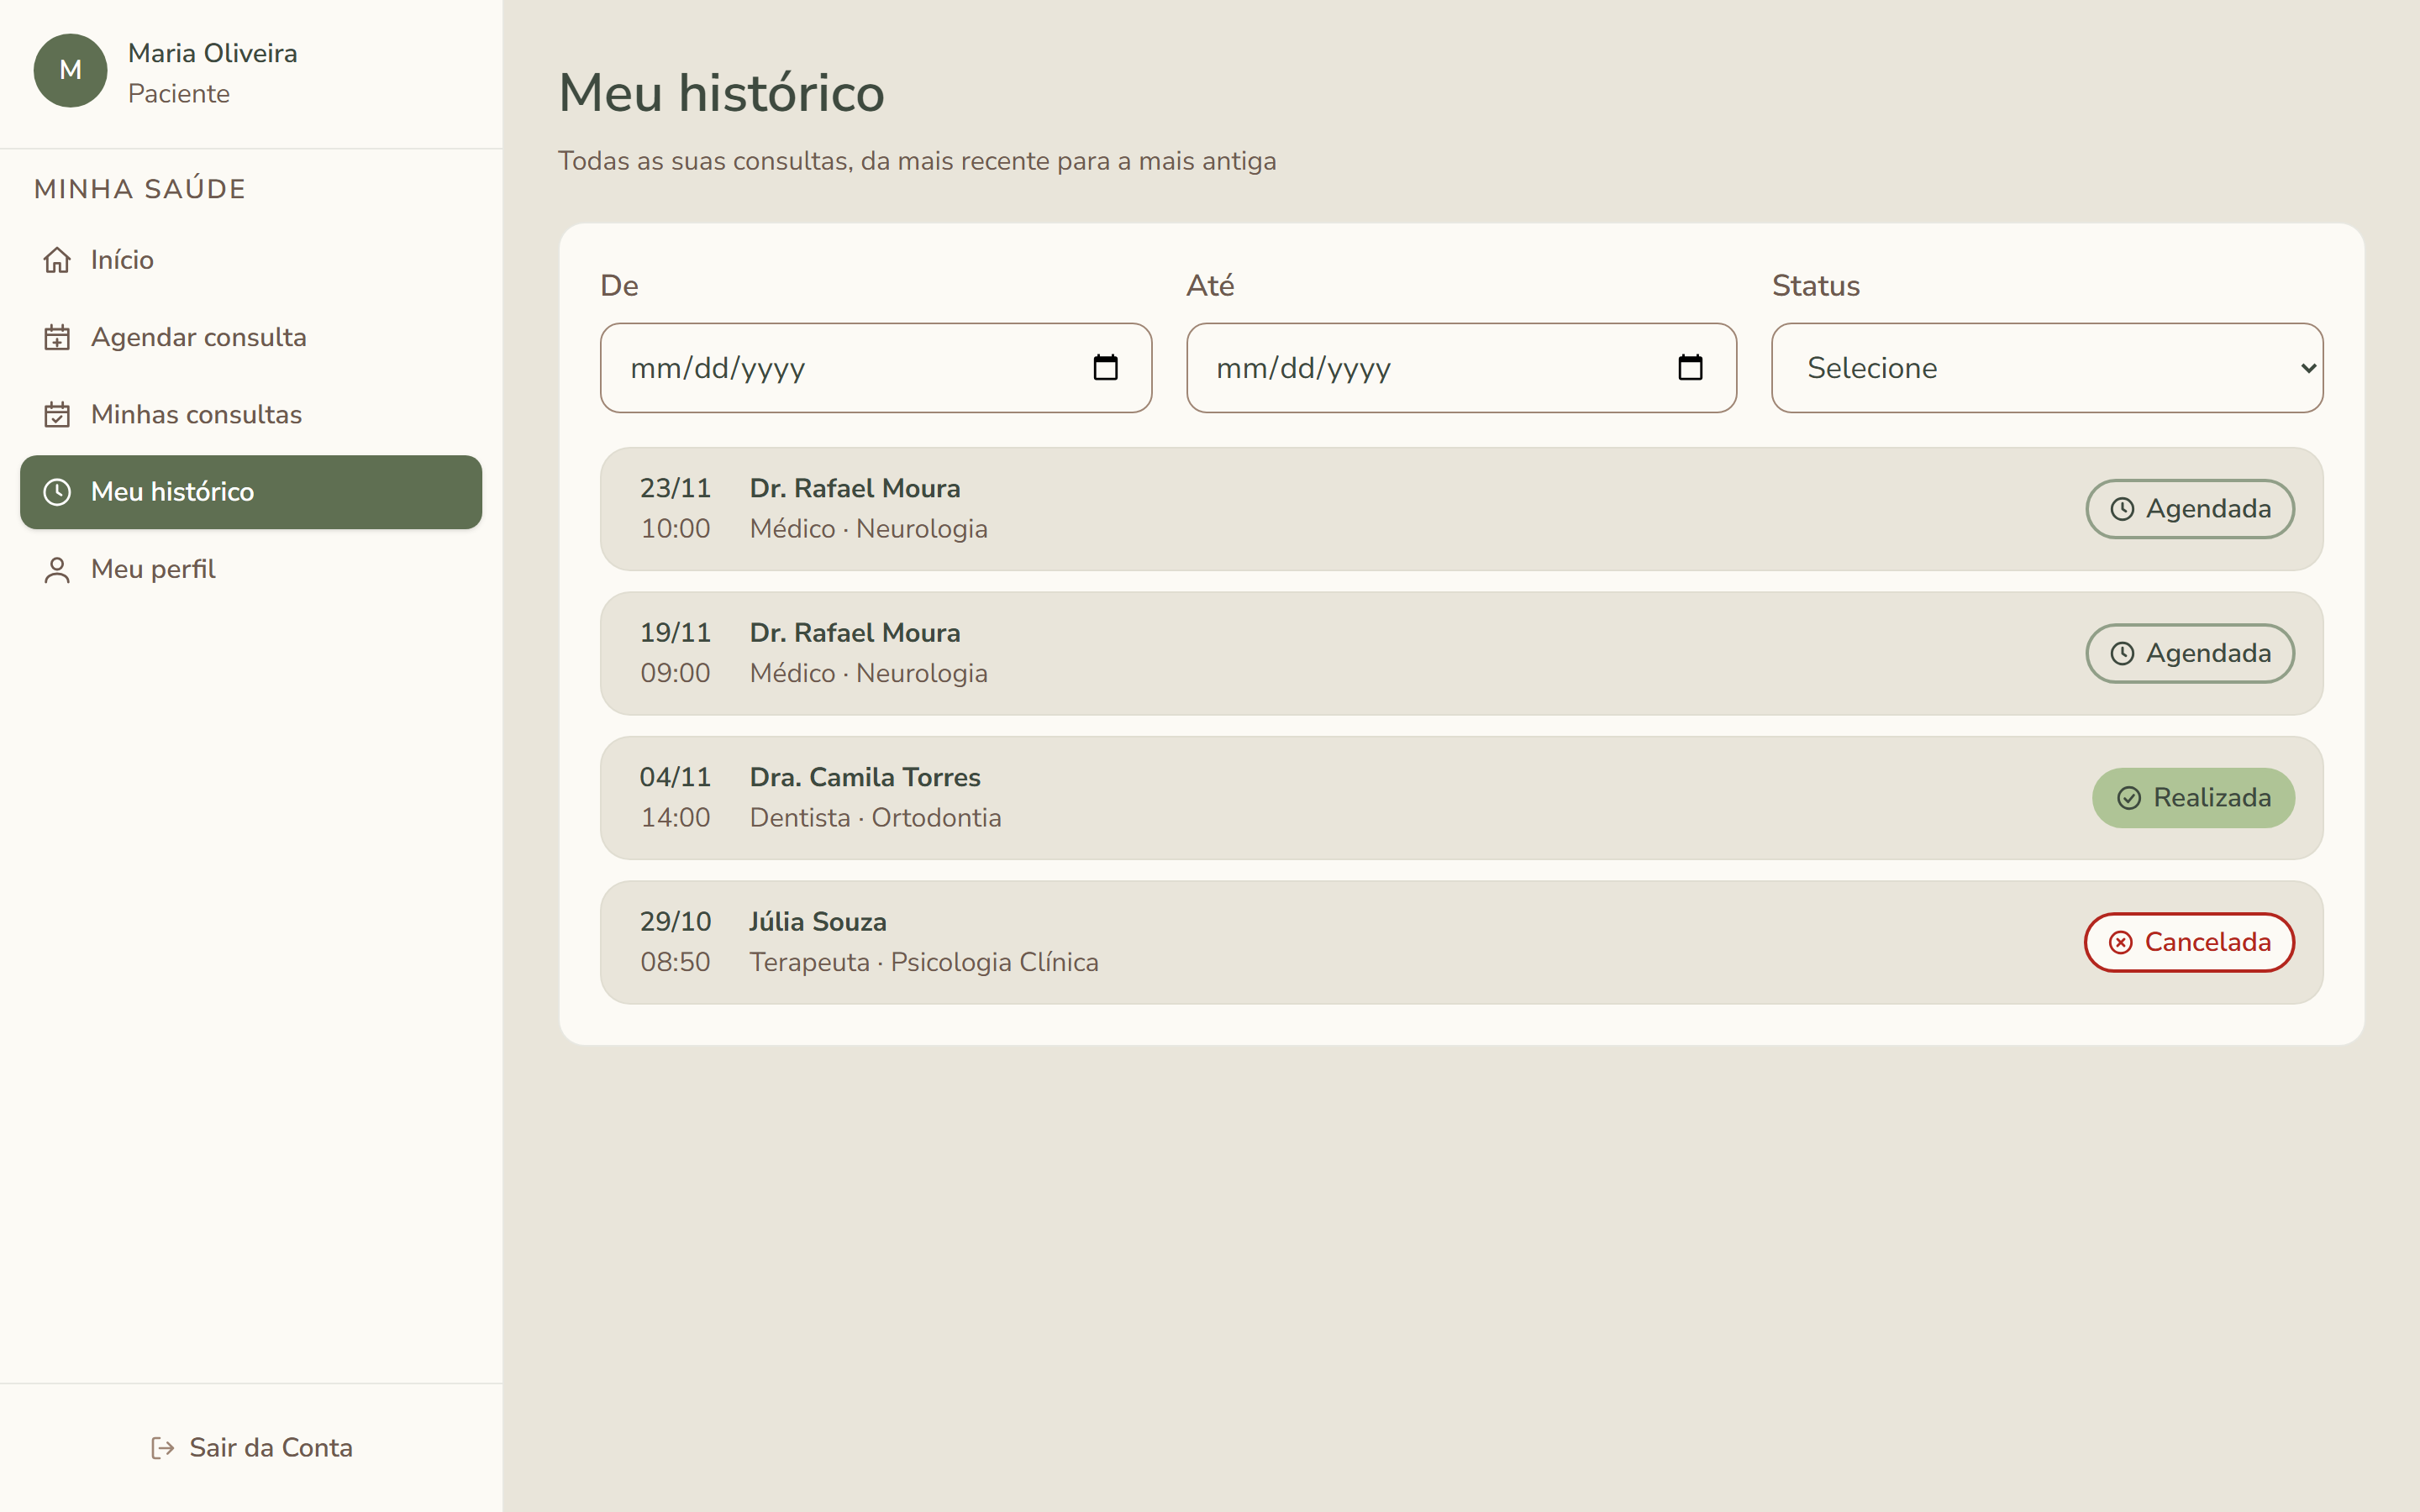 M
Maria Oliveira
Paciente
MINHA SAÚDE
Início
Agendar consulta
Minhas consultas
Meu histórico
Meu perfil
Sair da Conta
Meu histórico
Todas as suas consultas, da mais recente para a mais antiga
De
mm/dd/yyyy
Até
mm/dd/yyyy
Status
Selecione
23/11
10:00
Dr. Rafael Moura
Médico · Neurologia
Agendada
19/11
09:00
Dr. Rafael Moura
Médico · Neurologia
Agendada
04/11
14:00
Dra. Camila Torres
Dentista · Ortodontia
Realizada
29/10
08:50
Júlia Souza
Terapeuta · Psicologia Clínica
Cancelada